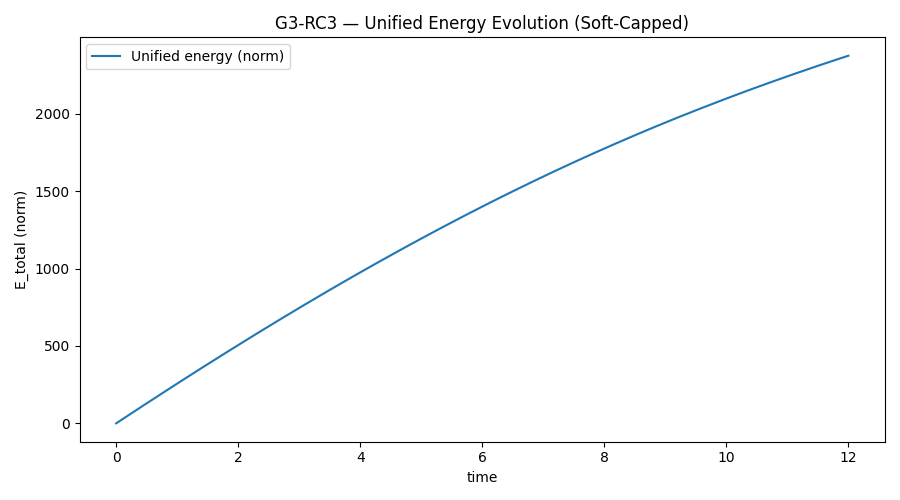 G3-RC3 — Unified Energy Evolution (Soft-Capped)
Unified energy (norm)
E_total (norm)
2000
1500
1000
500
0
0 2 4 6 8 10 12
time